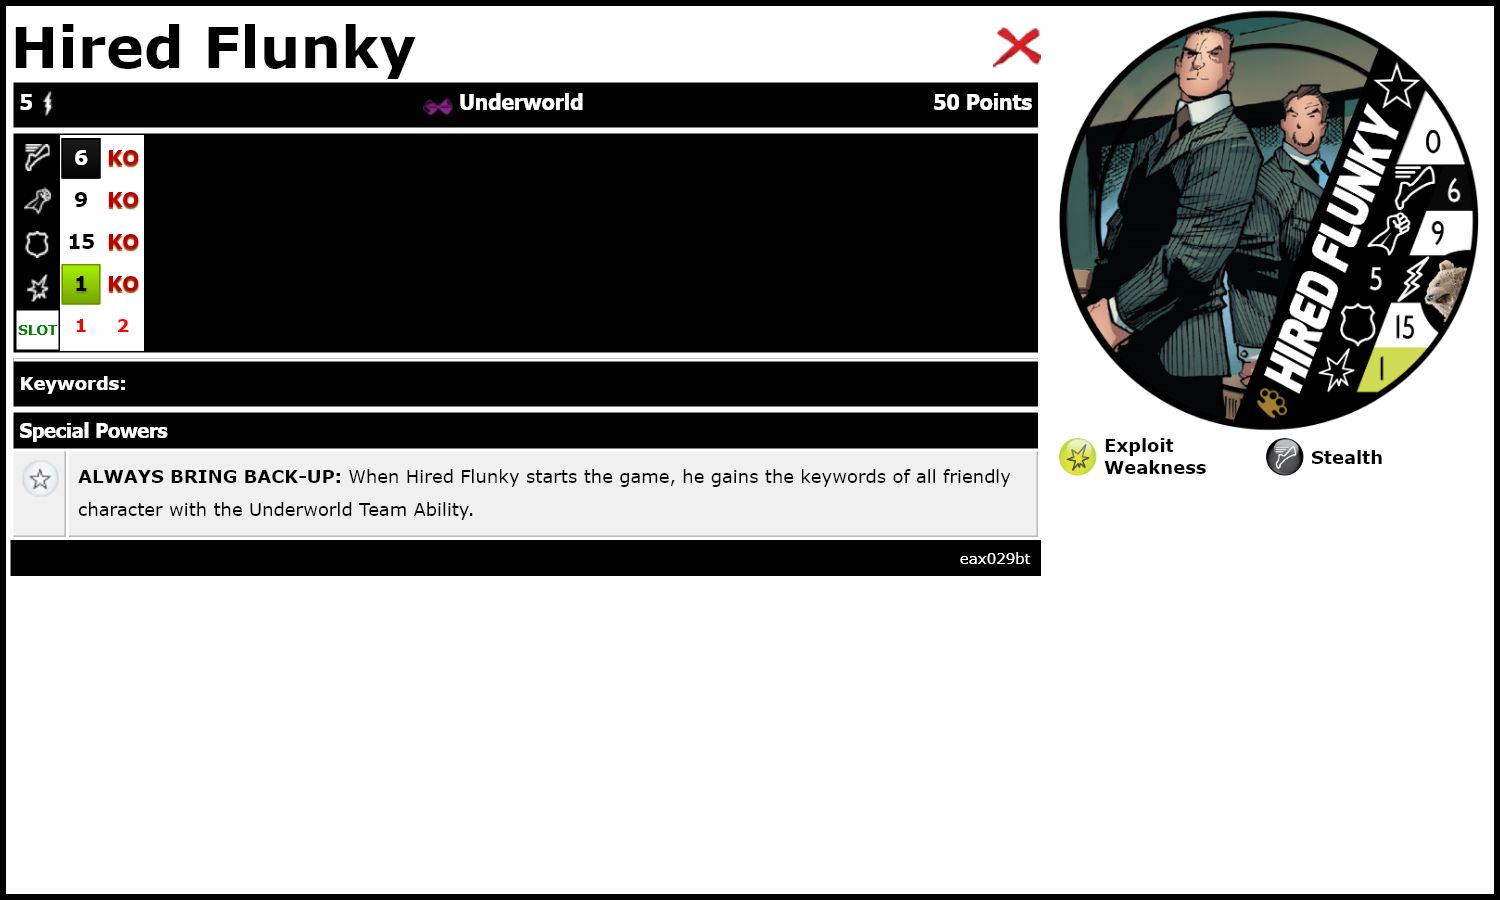 Hired Flunky
5 Underworld 50 Points
6 KO
9 KO
15 KO
1 KO
SLOT 1 2
Keywords:
Special Powers
ALWAYS BRING BACK-UP: When Hired Flunky starts the game, he gains the keywords of all friendly
character with the Underworld Team Ability.
eax029bt
HIRED FLUNKY
0
6
9
5
15
1
Exploit
Weakness
Stealth